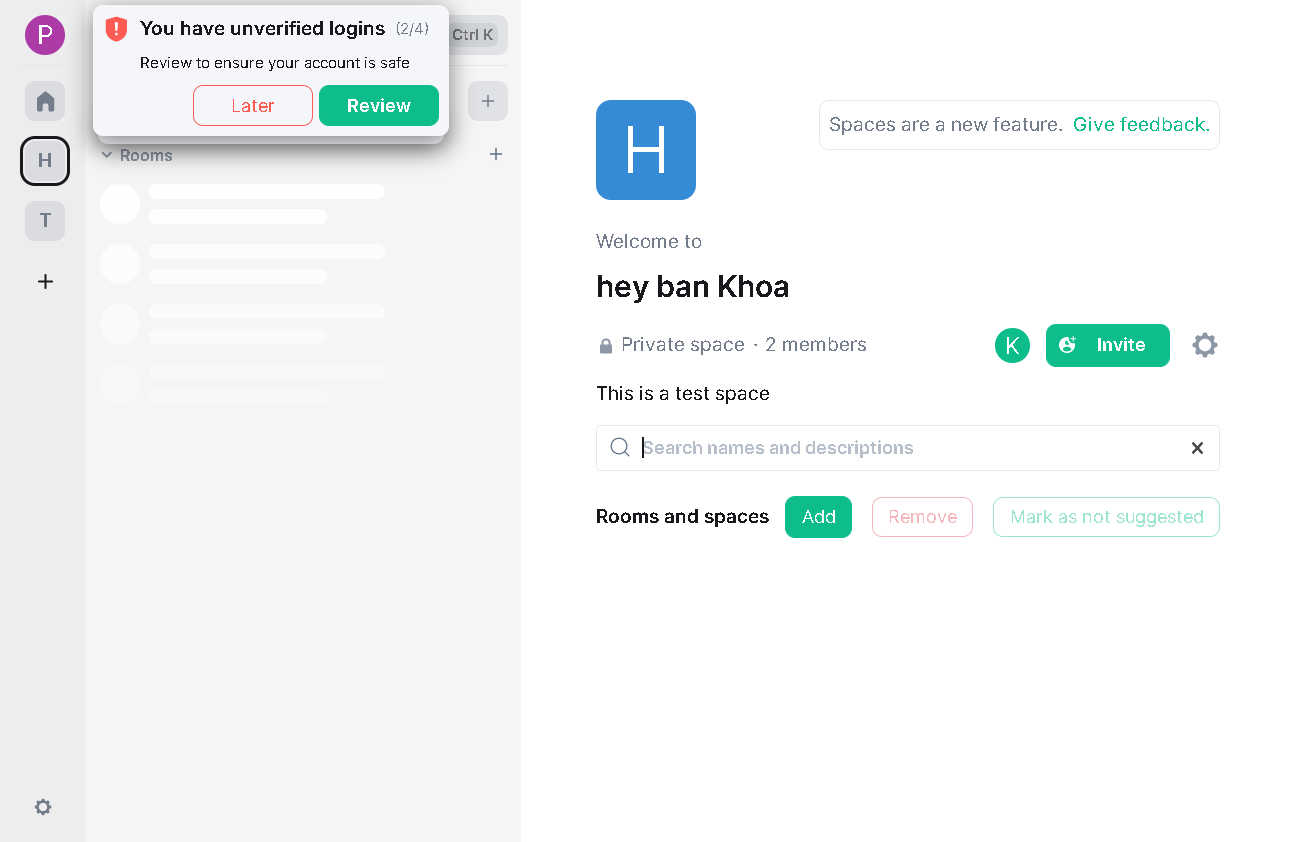 P
You have unverified logins (2/4)
Review to ensure your account is safe
Later
Review
Ctrl K
H
T
Rooms
H
Spaces are a new feature. Give feedback.
Welcome to
hey ban Khoa
Private space · 2 members
K
Invite
This is a test space
Search names and descriptions
Rooms and spaces
Add
Remove
Mark as not suggested